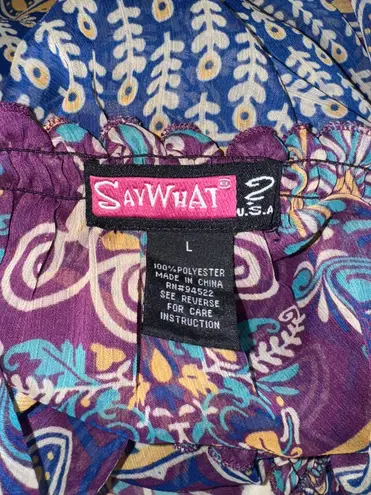 SAYWHAT® ?
U.S.A
L
100%POLYESTER
MADE IN CHINA
RN#94522
SEE REVERSE
FOR CARE
INSTRUCTION